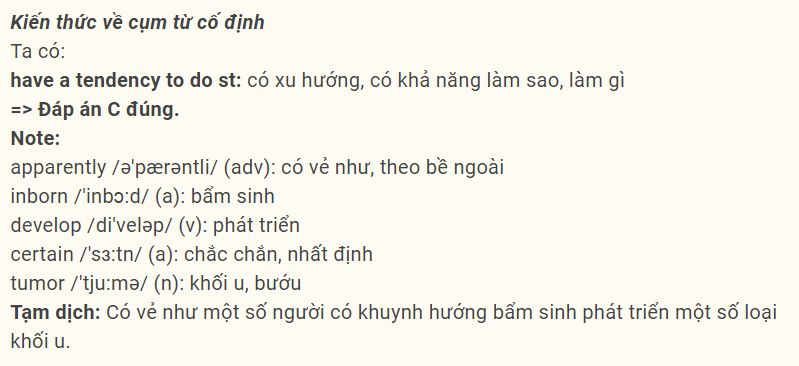 Kiến thức về cụm từ cố định
Ta có:
have a tendency to do st: có xu hướng, có khả năng làm sao, làm gì
=> Đáp án C đúng.
Note:
apparently /ə'pærəntli/ (adv): có vẻ như, theo bề ngoài
inborn /'inbɔ:d/ (a): bẩm sinh
develop /di'veləp/ (v): phát triển
certain /'sɜ:tn/ (a): chắc chắn, nhất định
tumor /'tju:mə/ (n): khối u, bướu
Tạm dịch: Có vẻ như một số người có khuynh hướng bẩm sinh phát triển một số loại
khối u.